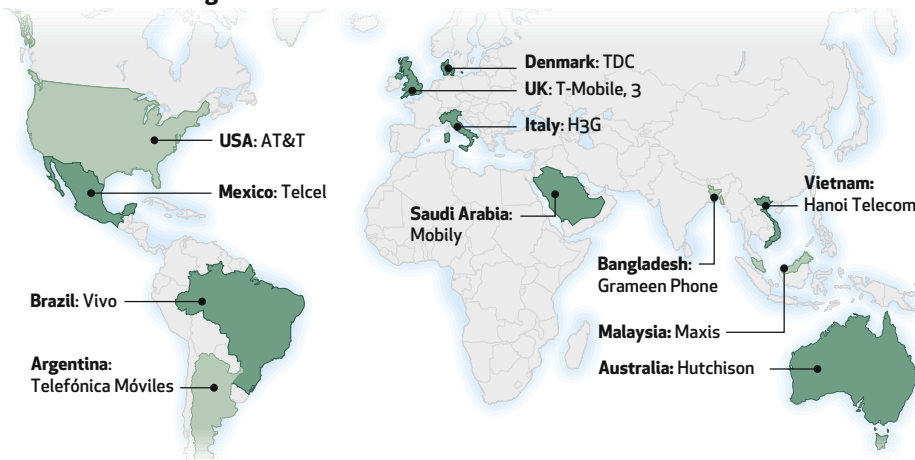 Denmark: TDC
UK: T-Mobile, 3
Italy: H3G
USA: AT&T
Mexico: Telcel
Vietnam:
Hanoi Telecom
Saudi Arabia:
Mobily
Bangladesh:
Grameen Phone
Brazil: Vivo
Malaysia: Maxis
Argentina:
Telefónica Móviles
Australia: Hutchison